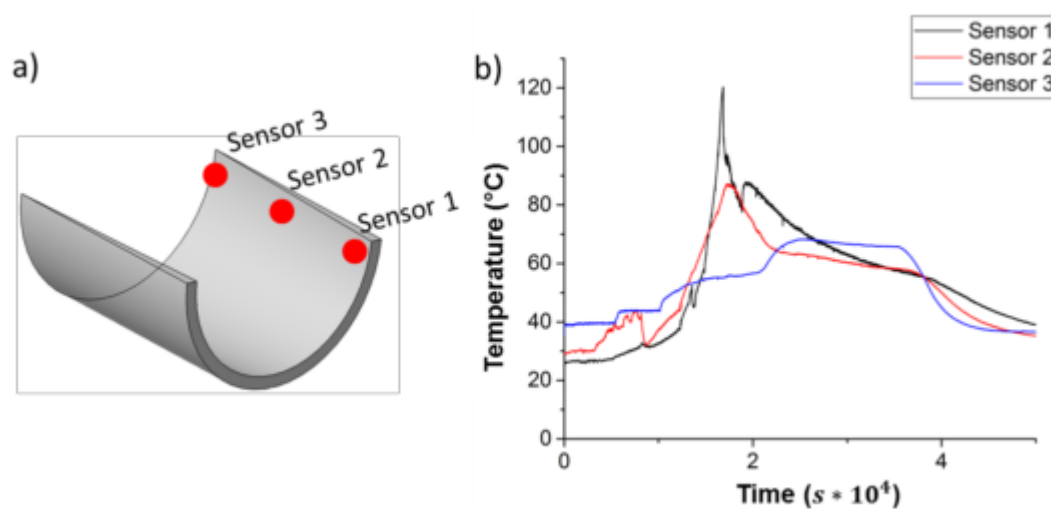 a)
Sensor 3
Sensor 2
Sensor 1
b)
Sensor 1
Sensor 2
Sensor 3
120
100
80
60
40
20
0
Temperature (°C)
0
2
4
Time (s * 10⁴)